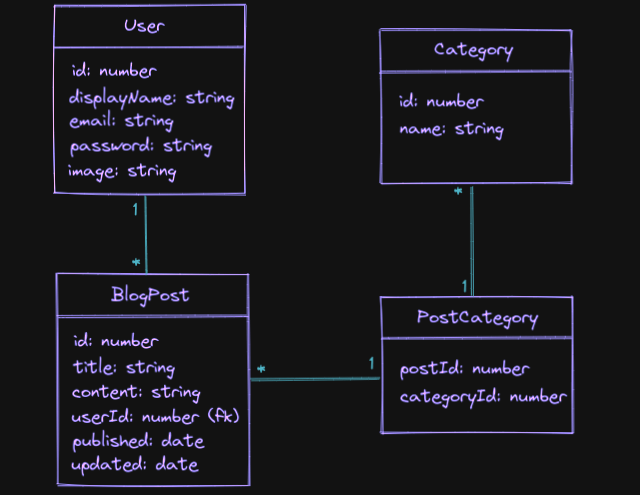 User
id: number
displayName: string
email: string
password: string
image: string
1
*
BlogPost
id: number
title: string
content: string
userId: number (fk)
published: date
updated: date
*
1
Category
id: number
name: string
*
1
PostCategory
postId: number
categoryId: number